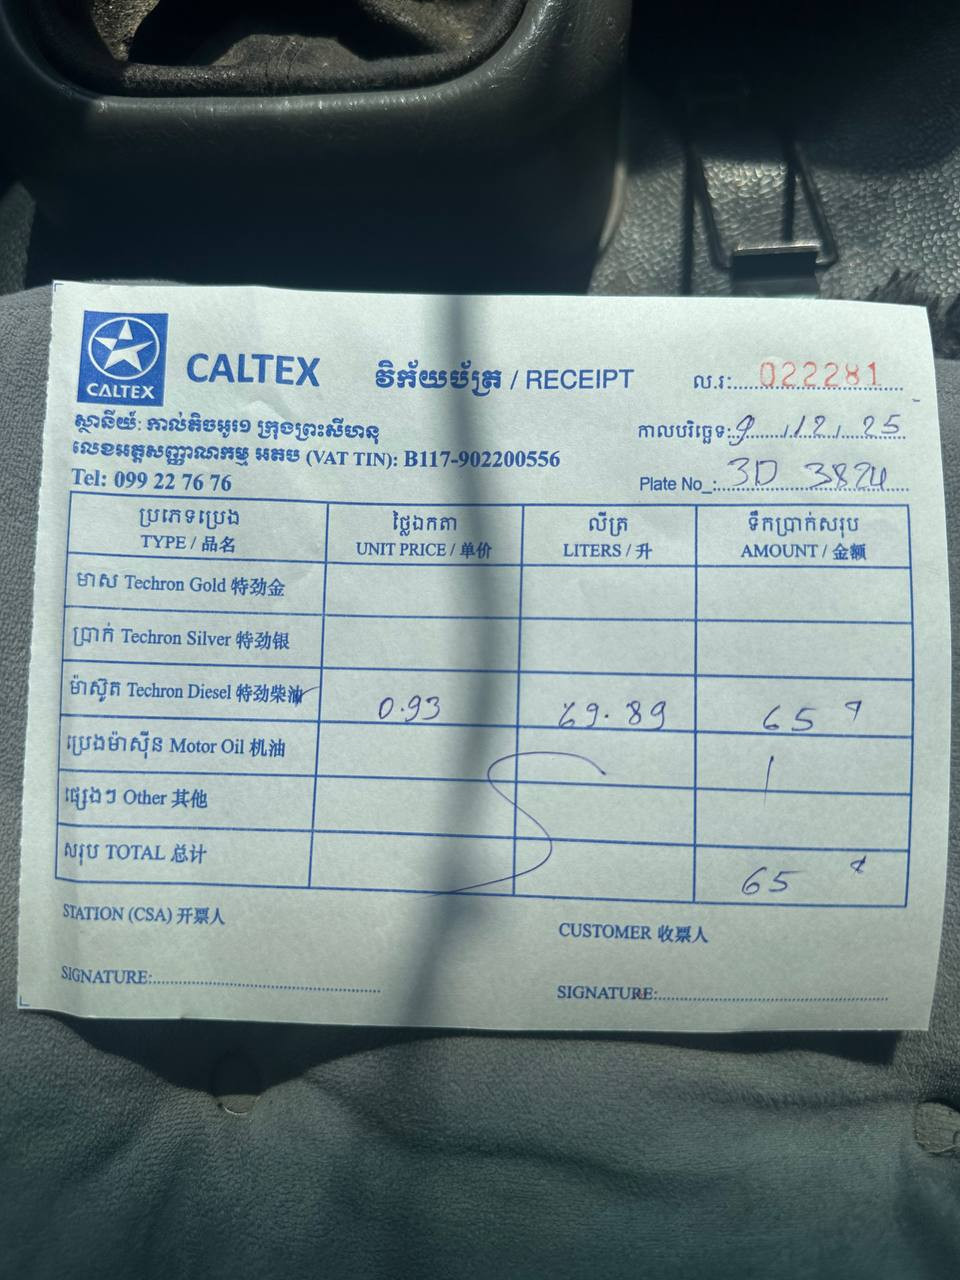 CALTEX
CALTEX វិក័យប័ត្រ / RECEIPT ល.រ: 022281
ស្ថានីយ៍: កាល់តិចអូរ១ ក្រុងព្រះសីហនុ
កាលបរិច្ឆេទ: 9 / 12 / 25
លេខអត្តសញ្ញាណកម្ម អតប (VAT TIN): B117-902200556
Tel: 099 22 76 76
Plate No_: 3D 3824
ប្រភេទប្រេង ថ្លៃឯកតា លីត្រ ទឹកប្រាក់សរុប
TYPE / 品名 UNIT PRICE / 单价 LITERS / 升 AMOUNT / 金额
មាស Techron Gold 特劲金
ប្រាក់ Techron Silver 特劲银
ម៉ាស៊ូត Techron Diesel 特劲柴油 0.93 69.89 65
ប្រេងម៉ាស៊ីន Motor Oil 机油
ផ្សេងៗ Other 其他
សរុប TOTAL 总计 65
STATION (CSA) 开票人 CUSTOMER 收票人
SIGNATURE: SIGNATURE: